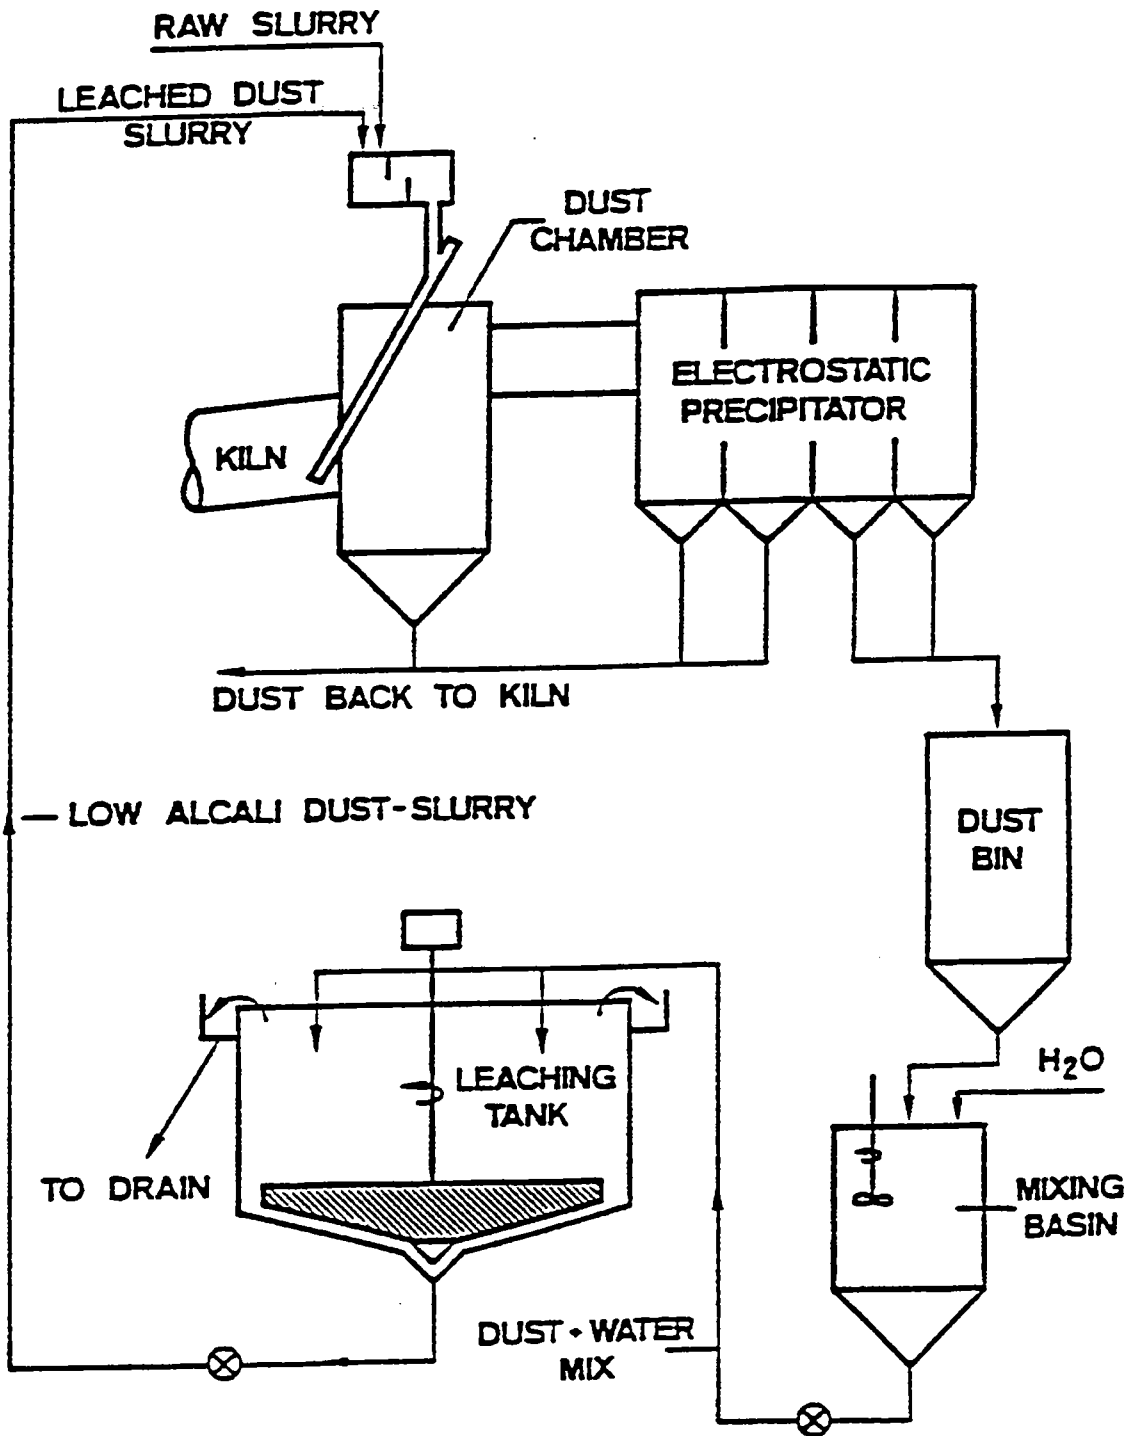 RAW SLURRY
LEACHED DUST
SLURRY
DUST
CHAMBER
ELECTROSTATIC
PRECIPITATOR
KILN
DUST BACK TO KILN
LOW ALCALI DUST-SLURRY
DUST
BIN
H2O
LEACHING
TANK
TO DRAIN
MIXING
BASIN
DUST-WATER
MIX